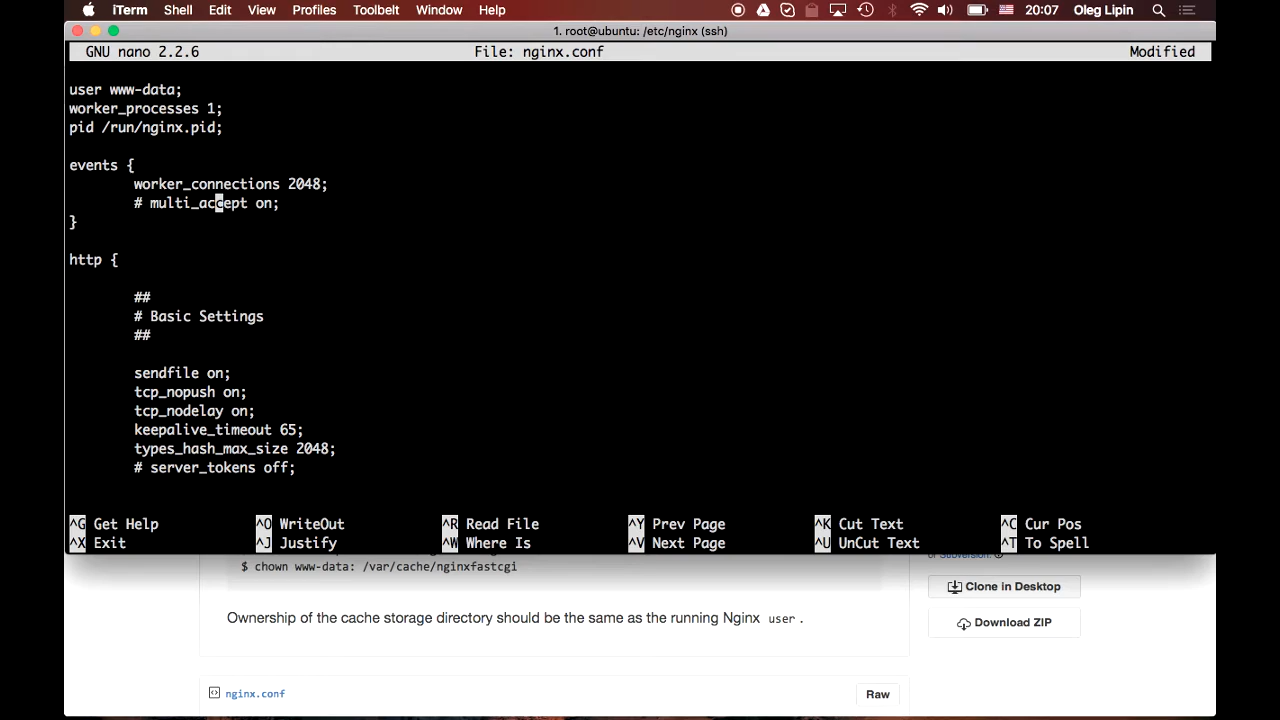 iTerm Shell Edit View Profiles Toolbelt Window Help 20:07 Oleg Lipin
1. root@ubuntu: /etc/nginx (ssh)
GNU nano 2.2.6 File: nginx.conf Modified
user www-data;
worker_processes 1;
pid /run/nginx.pid;
events {
worker_connections 2048;
# multi_accept on;
}
http {
##
# Basic Settings
##
sendfile on;
tcp_nopush on;
tcp_nodelay on;
keepalive_timeout 65;
types_hash_max_size 2048;
# server_tokens off;
^G Get Help ^O WriteOut ^R Read File ^Y Prev Page ^K Cut Text ^C Cur Pos
^X Exit ^J Justify ^W Where Is ^V Next Page ^U UnCut Text ^T To Spell
or Subversion.
$ chown www-data: /var/cache/nginxfastcgi
Clone in Desktop
Ownership of the cache storage directory should be the same as the running Nginx user .
Download ZIP
nginx.conf Raw